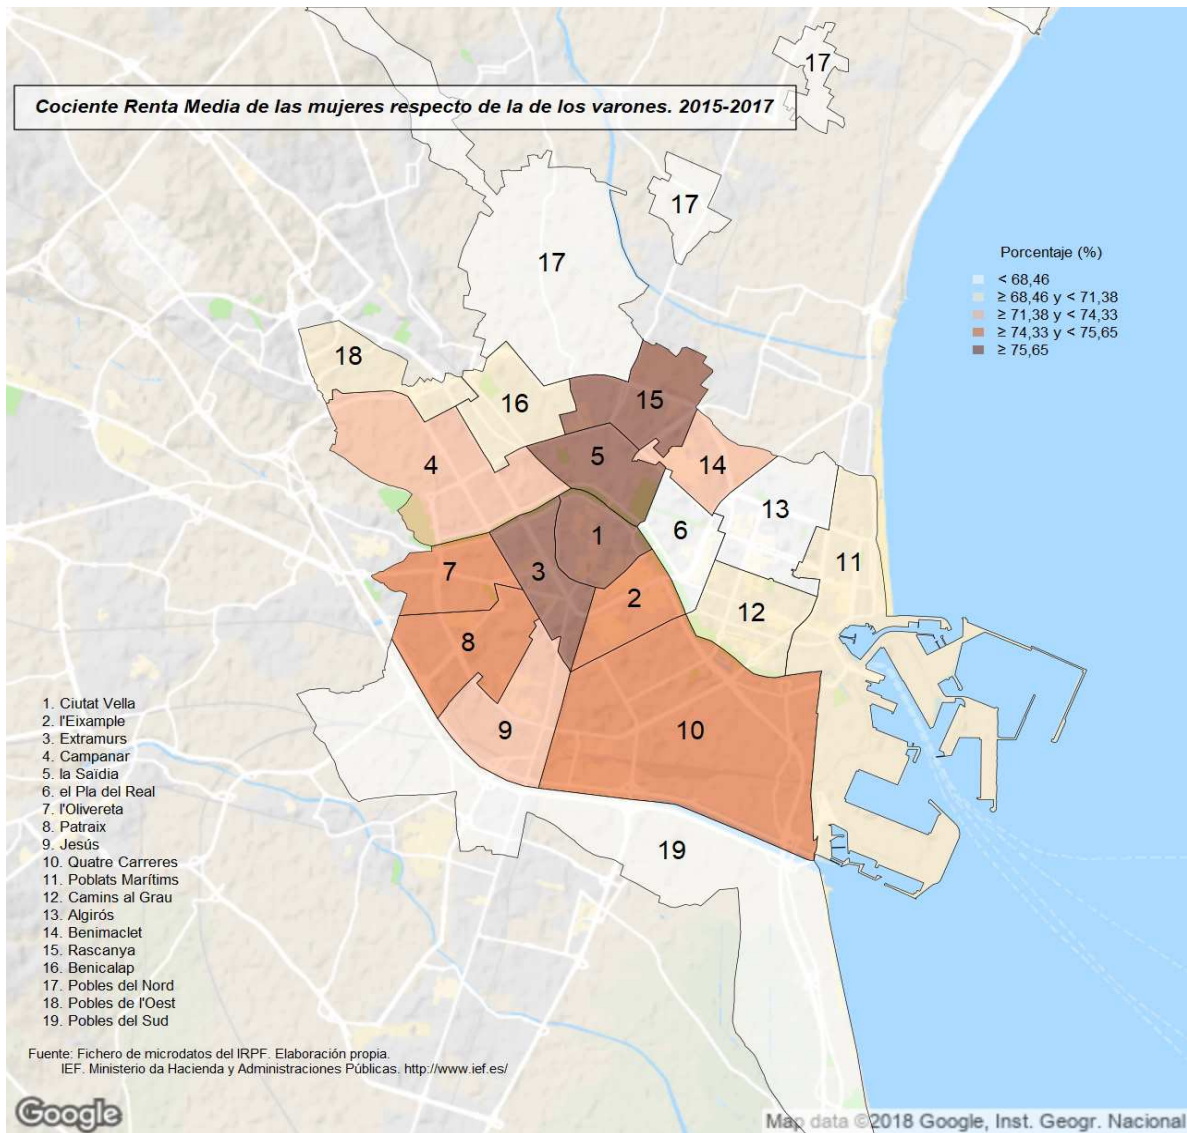 17
Cociente Renta Media de las mujeres respecto de la de los varones. 2015-2017
17
17
Porcentaje (%)
< 68,46
≥ 68,46 y < 71,38
≥ 71,38 y < 74,33
≥ 74,33 y < 75,65
≥ 75,65
18
16
15
4
5
14
13
6
1
11
7
3
2
12
8
9
10
19
1. Ciutat Vella
2. l'Eixample
3. Extramurs
4. Campanar
5. la Saïdia
6. el Pla del Real
7. l'Olivereta
8. Patraix
9. Jesús
10. Quatre Carreres
11. Poblats Marítims
12. Camins al Grau
13. Algirós
14. Benimaclet
15. Rascanya
16. Benicalap
17. Pobles del Nord
18. Pobles de l'Oest
19. Pobles del Sud
Fuente: Fichero de microdatos del IRPF. Elaboración propia.
IEF. Ministerio da Hacienda y Administraciones Públicas. http://www.ief.es/
Google
Map data ©2018 Google, Inst. Geogr. Nacional